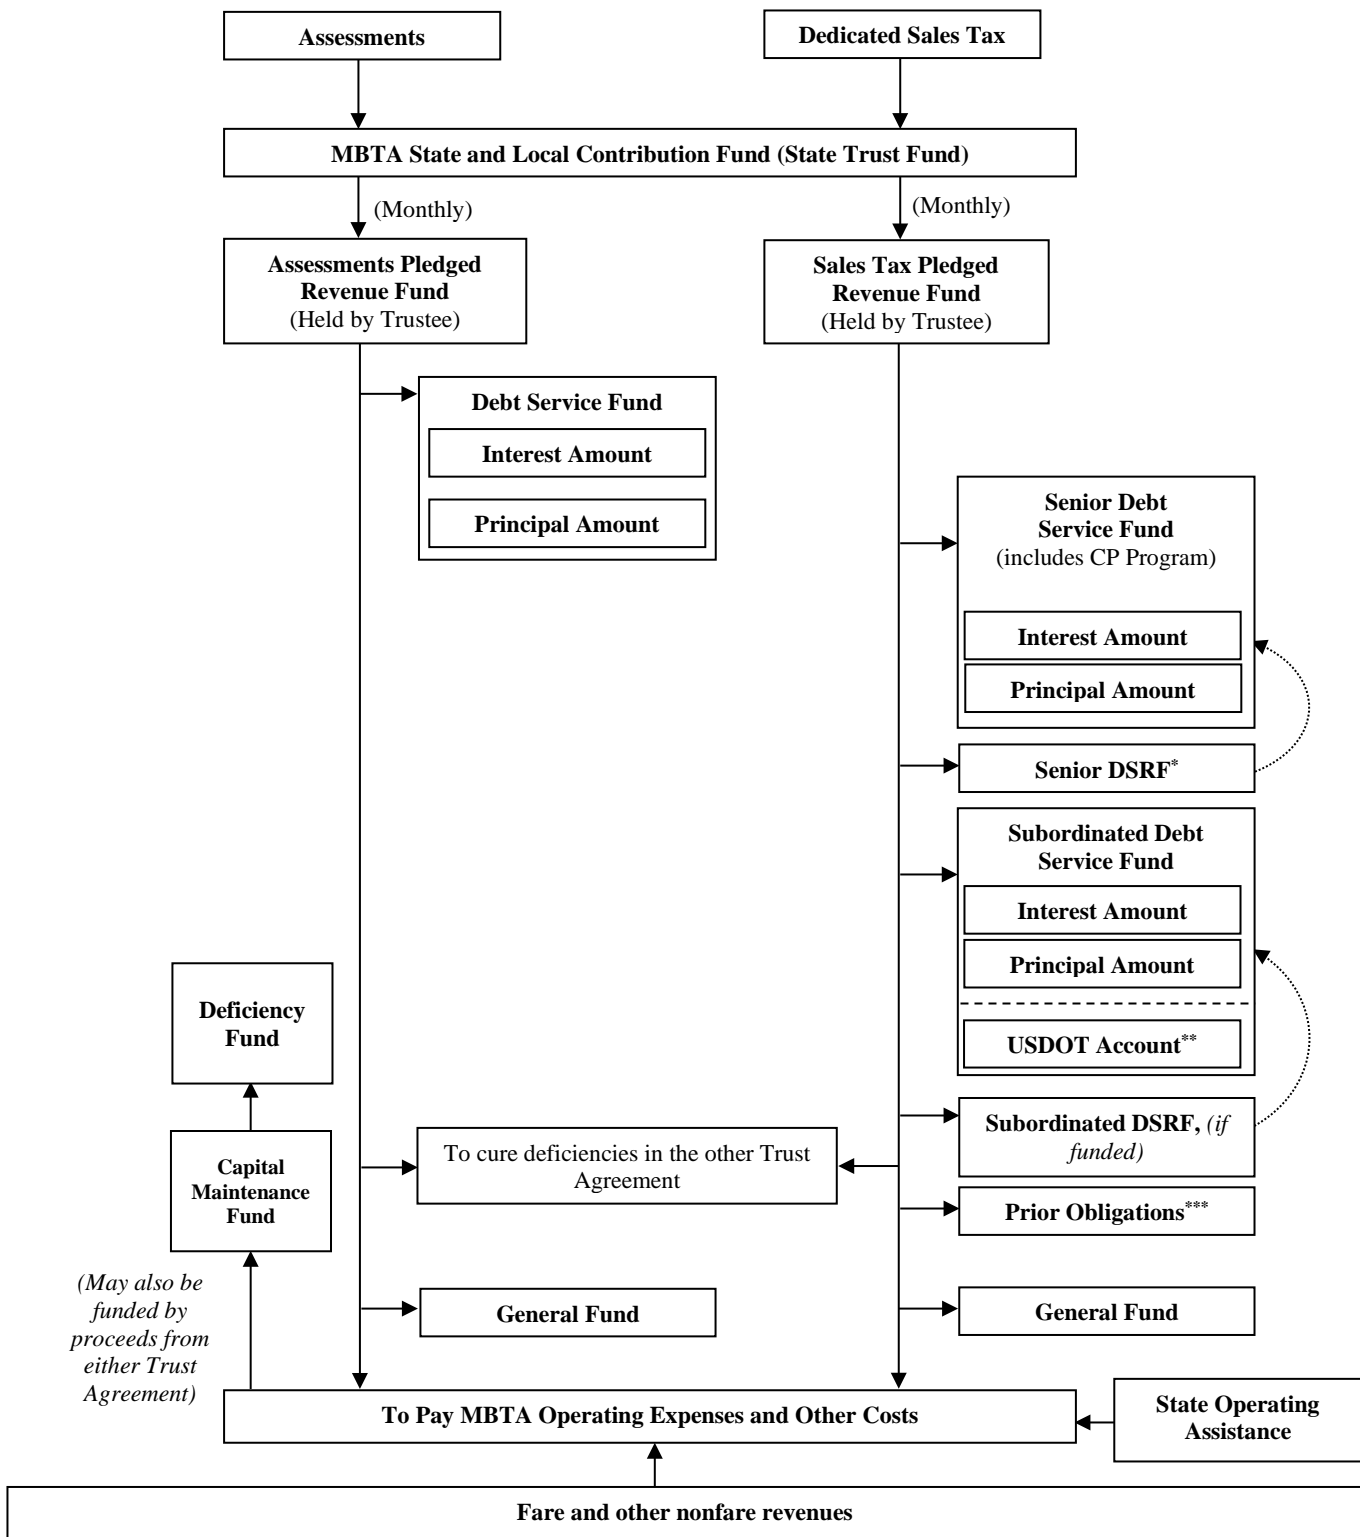 Assessments
Dedicated Sales Tax
MBTA State and Local Contribution Fund (State Trust Fund)
(Monthly)
(Monthly)
Assessments Pledged
Revenue Fund
(Held by Trustee)
Sales Tax Pledged
Revenue Fund
(Held by Trustee)
Debt Service Fund
Interest Amount
Principal Amount
Senior Debt
Service Fund
(includes CP Program)
Interest Amount
Principal Amount
Senior DSRF*
Subordinated Debt
Service Fund
Interest Amount
Principal Amount
USDOT Account**
Deficiency
Fund
Capital
Maintenance
Fund
To cure deficiencies in the other Trust
Agreement
Subordinated DSRF, (if
funded)
Prior Obligations***
(May also be
funded by
proceeds from
either Trust
Agreement)
General Fund
General Fund
To Pay MBTA Operating Expenses and Other Costs
State Operating
Assistance
Fare and other nonfare revenues